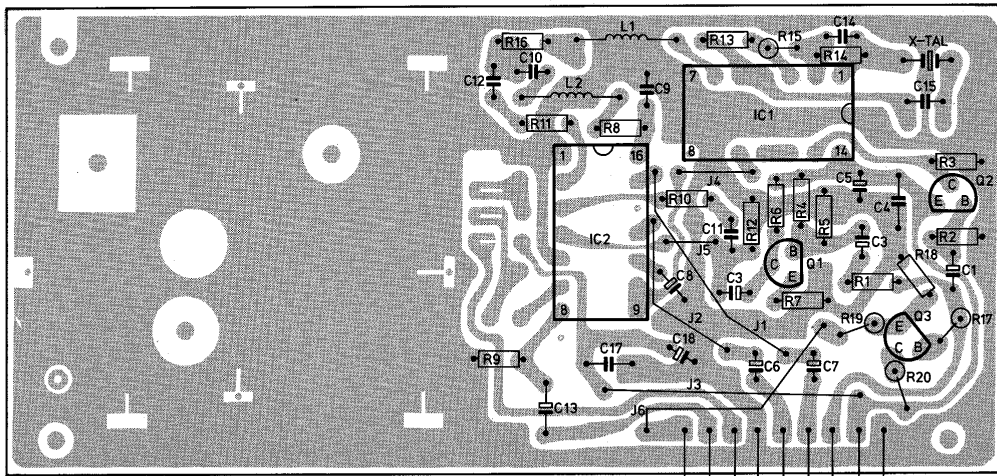 L1
C14
R16
R13
R15
X-TAL
R14
C10
C12
7
1
L2
C9
C15
IC1
R11
R8
8
14
1
16
R3
J4
C5
Q2
C
E
B
R10
R6
R4
C4
R12
R5
C11
IC2
J5
C3
R2
B
C
Q1
E
R18
C8
C1
C3
R1
R7
8
9
J2
J1
R19
Q3
E
R17
C
B
C18
R9
C17
C6
C7
R20
J3
C13
J6